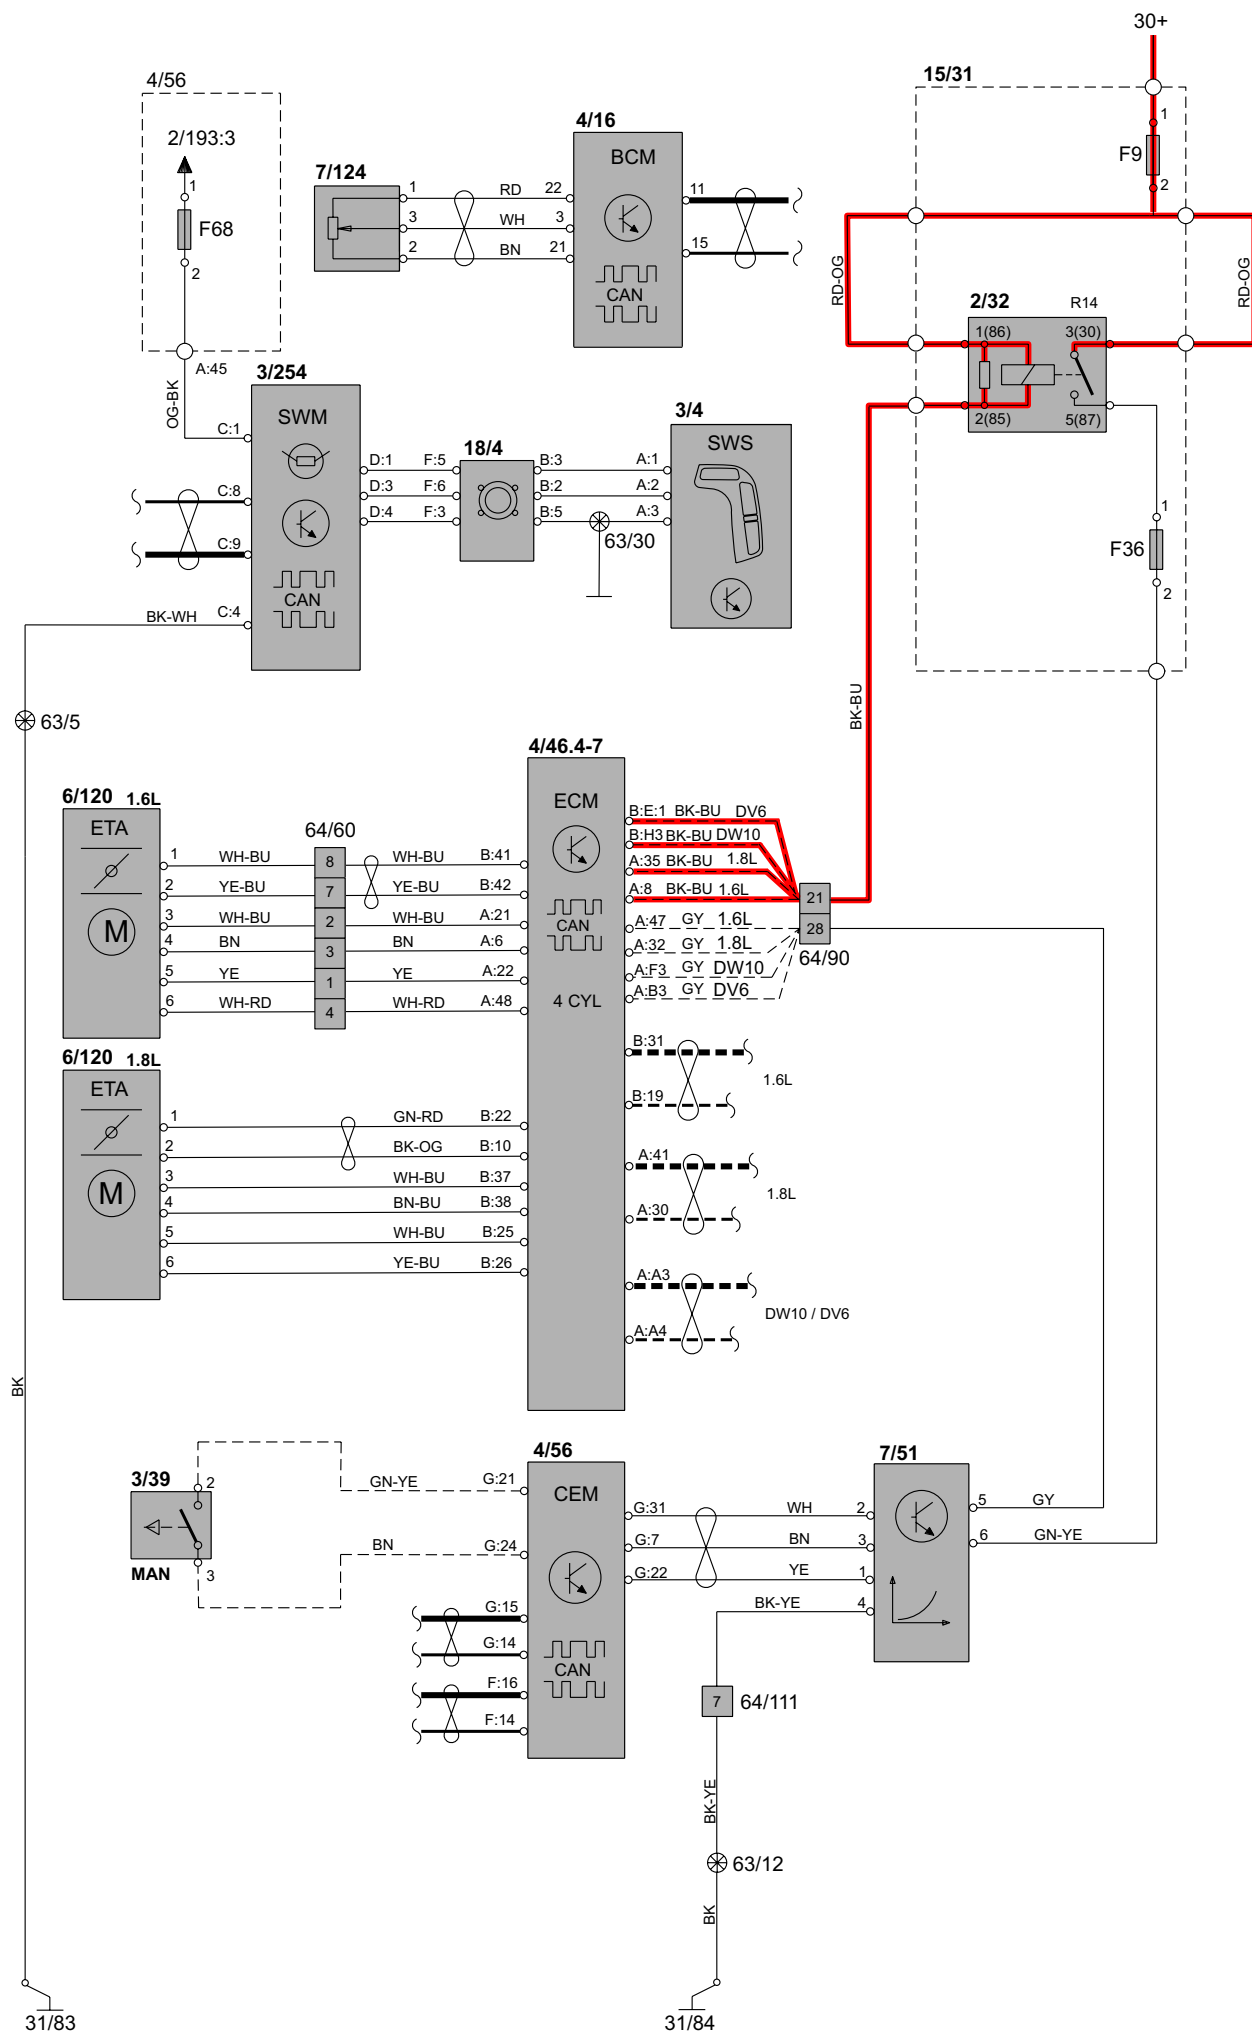 30+
15/31
1
F9
2
RD-OG
RD-OG
2/32
R14
1(86)
3(30)
2(85)
5(87)
1
F36
2
BK-BU
4/56
2/193:3
1
F68
2
A:45
OG-BK
7/124
1
3
2
RD
WH
BN
22
3
21
4/16
BCM
CAN
11
15
3/254
SWM
CAN
C:1
C:8
C:9
C:4
BK-WH
D:1
D:3
D:4
F:5
F:6
F:3
18/4
B:3
B:2
B:5
63/30
A:1
A:2
A:3
3/4
SWS
63/5
BK
31/83
6/120 1.6L
ETA
M
1 WH-BU
2 YE-BU
3 WH-BU
4 BN
5 YE
6 WH-RD
64/60
8
7
2
3
1
4
WH-BU B:41
YE-BU B:42
WH-BU A:21
BN A:6
YE A:22
WH-RD A:48
6/120 1.8L
ETA
M
1 GN-RD B:22
2 BK-OG B:10
3 WH-BU B:37
4 BN-BU B:38
5 WH-BU B:25
6 YE-BU B:26
4/46.4-7
ECM
CAN
4 CYL
B:E:1 BK-BU DV6
B:H3 BK-BU DW10
A:35 BK-BU 1.8L
A:8 BK-BU 1.6L
A:47 GY 1.6L
A:32 GY 1.8L
A:F3 GY DW10
A:B3 GY DV6
21
28
64/90
B:31
1.6L
B:19
A:41
1.8L
A:30
A:A3
DW10 / DV6
A:A4
3/39
2
3
MAN
GN-YE G:21
BN G:24
G:15
G:14
F:16
F:14
4/56
CEM
CAN
G:31 WH 2
G:7 BN 3
G:22 YE 1
BK-YE 4
7/51
5 GY
6 GN-YE
7 64/111
BK-YE
63/12
BK
31/84